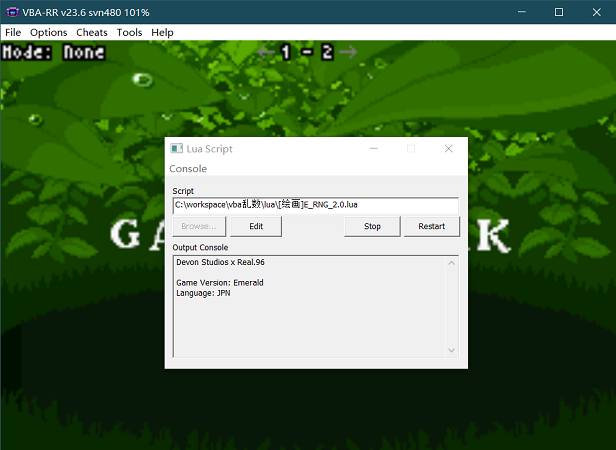 VBA-RR v23.6 svn480 101%
File Options Cheats Tools Help
Mode: None
1 - 2
Lua Script
Console
Script
C:\workspace\vba乱数\lua\[绘画]E_RNG_2.0.lua
Browse... Edit Stop Restart
Output Console
Devon Studios x Real.96
Game Version: Emerald
Language: JPN
GA
K